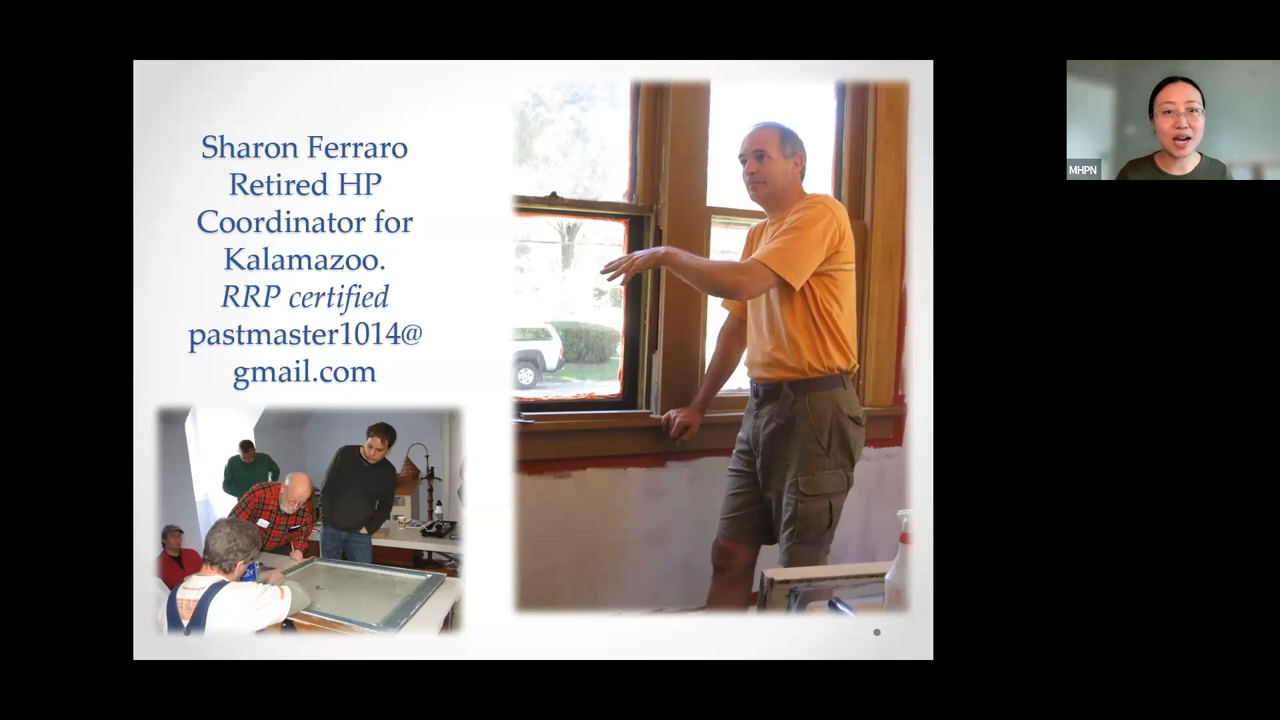 Sharon Ferraro
Retired HP
Coordinator for
Kalamazoo.
RRP certified
pastmaster1014@
gmail.com
MHPN